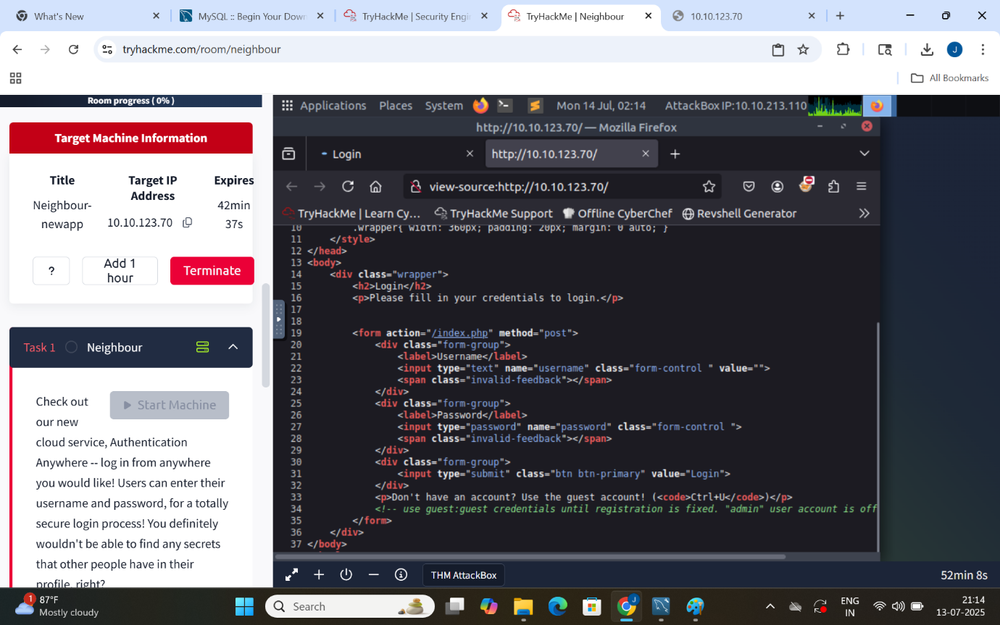 What's New
MySQL :: Begin Your Down
TryHackMe | Security Engi
TryHackMe | Neighbour
10.10.123.70
tryhackme.com/room/neighbour
J
All Bookmarks
Room progress ( 0% )
Target Machine Information
Title
Target IP Address
Expires
Neighbour-newapp
10.10.123.70
42min 37s
?
Add 1 hour
Terminate
Task 1
Neighbour
Start Machine
Check out
our new
cloud service, Authentication
Anywhere -- log in from anywhere
you would like! Users can enter their
username and password, for a totally
secure login process! You definitely
wouldn't be able to find any secrets
that other people have in their
profile, right?
Applications Places System Mon 14 Jul, 02:14 AttackBox IP:10.10.213.110
http://10.10.123.70/ — Mozilla Firefox
Login
http://10.10.123.70/
view-source:http://10.10.123.70/
TryHackMe | Learn Cy... TryHackMe Support Offline CyberChef Revshell Generator
10 .wrapper{ width: 360px; padding: 20px; margin: 0 auto; }
11 </style>
12 </head>
13 <body>
14 <div class="wrapper">
15 <h2>Login</h2>
16 <p>Please fill in your credentials to login.</p>
17
18
19 <form action="/index.php" method="post">
20 <div class="form-group">
21 <label>Username</label>
22 <input type="text" name="username" class="form-control " value="">
23 <span class="invalid-feedback"></span>
24 </div>
25 <div class="form-group">
26 <label>Password</label>
27 <input type="password" name="password" class="form-control ">
28 <span class="invalid-feedback"></span>
29 </div>
30 <div class="form-group">
31 <input type="submit" class="btn btn-primary" value="Login">
32 </div>
33 <p>Don't have an account? Use the guest account! (<code>Ctrl+U</code>)</p>
34 <!-- use guest:guest credentials until registration is fixed. "admin" user account is off
35 </form>
36 </div>
37 </body>
THM AttackBox
52min 8s
1
87°F
Mostly cloudy
Search
J
ENG
IN
21:14
13-07-2025